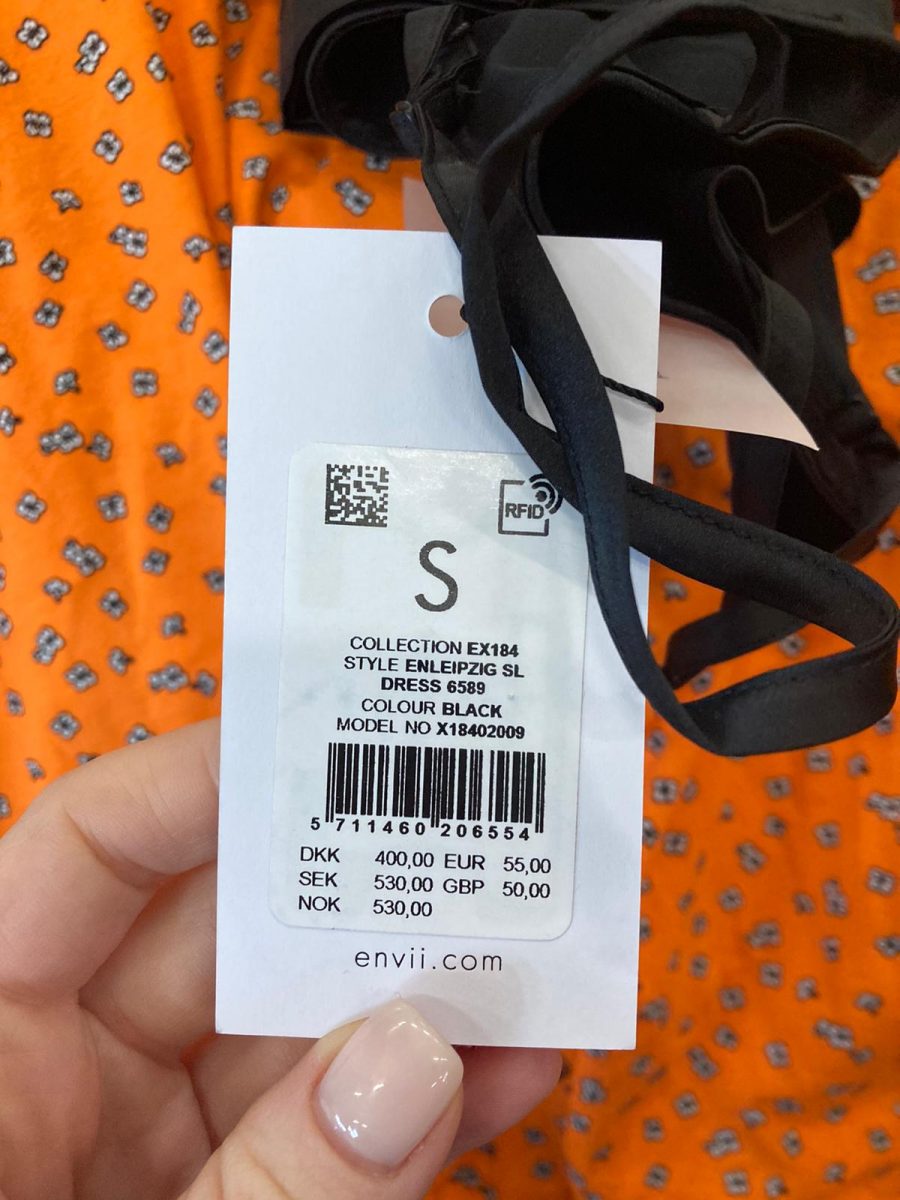 RFID
S
COLLECTION EX184
STYLE ENLEIPZIG SL
DRESS 6589
COLOUR BLACK
MODEL NO X18402009
5 711460 206554
DKK 400,00 EUR 55,00
SEK 530,00 GBP 50,00
NOK 530,00
envii.com